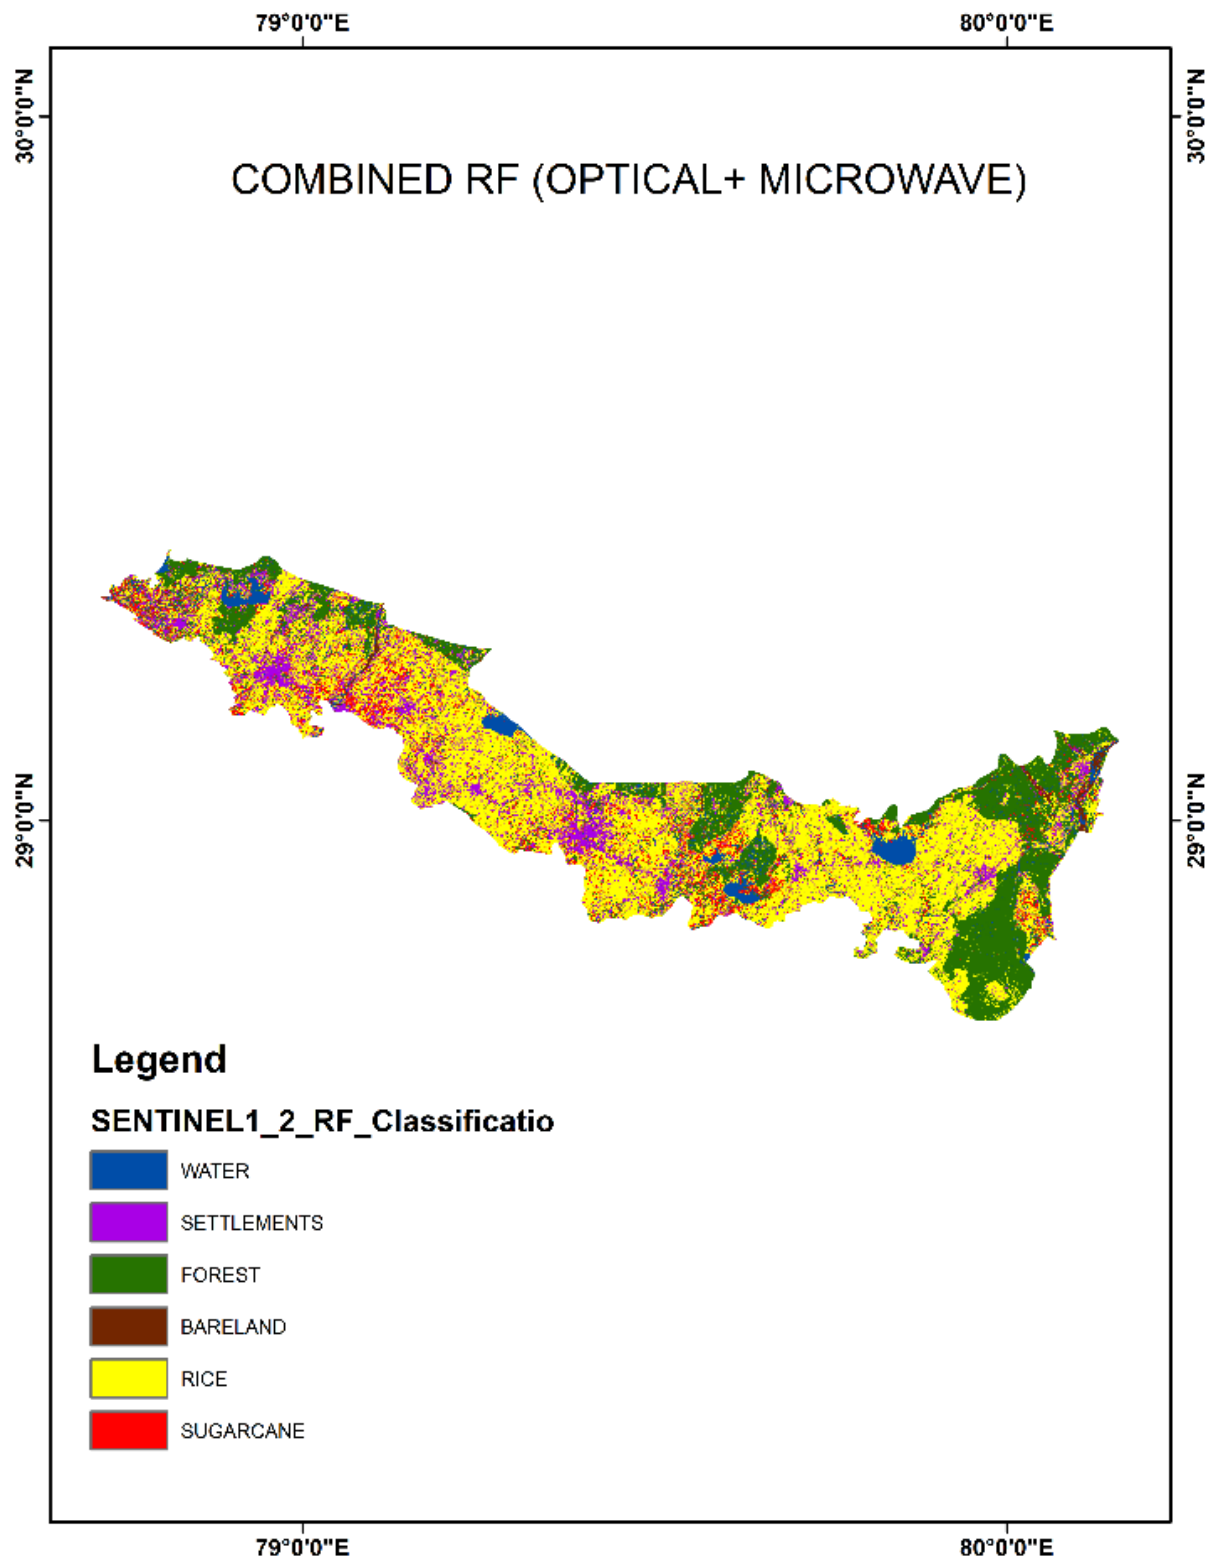 79°0'0"E 80°0'0"E
30°0'0"N 30°0'0"N
COMBINED RF (OPTICAL+ MICROWAVE)
29°0'0"N 29°0'0"N
Legend
SENTINEL1_2_RF_Classificatio
WATER
SETTLEMENTS
FOREST
BARELAND
RICE
SUGARCANE
79°0'0"E 80°0'0"E